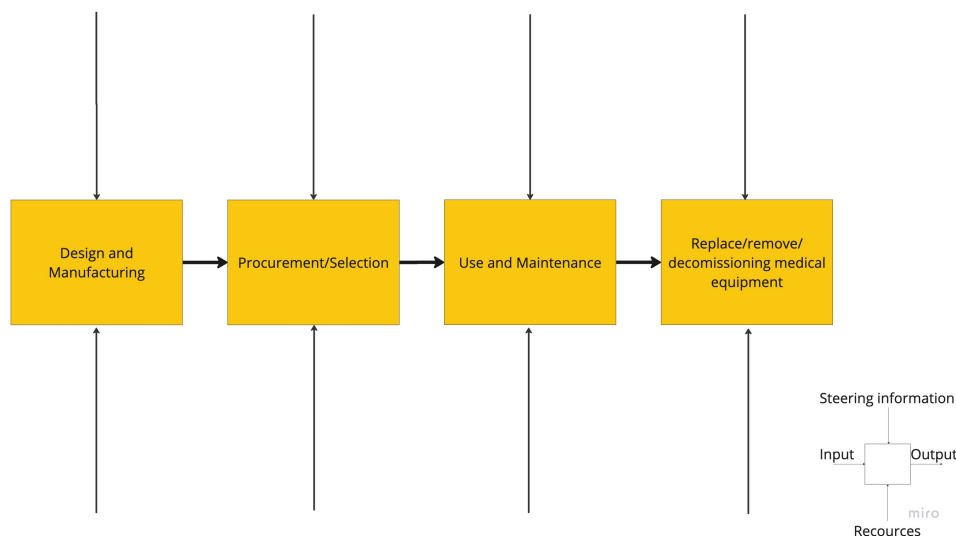 Design and
Manufacturing
Procurement/Selection
Use and Maintenance
Replace/remove/
decomissioning medical
equipment
Steering information
Input
Output
miro
Recources